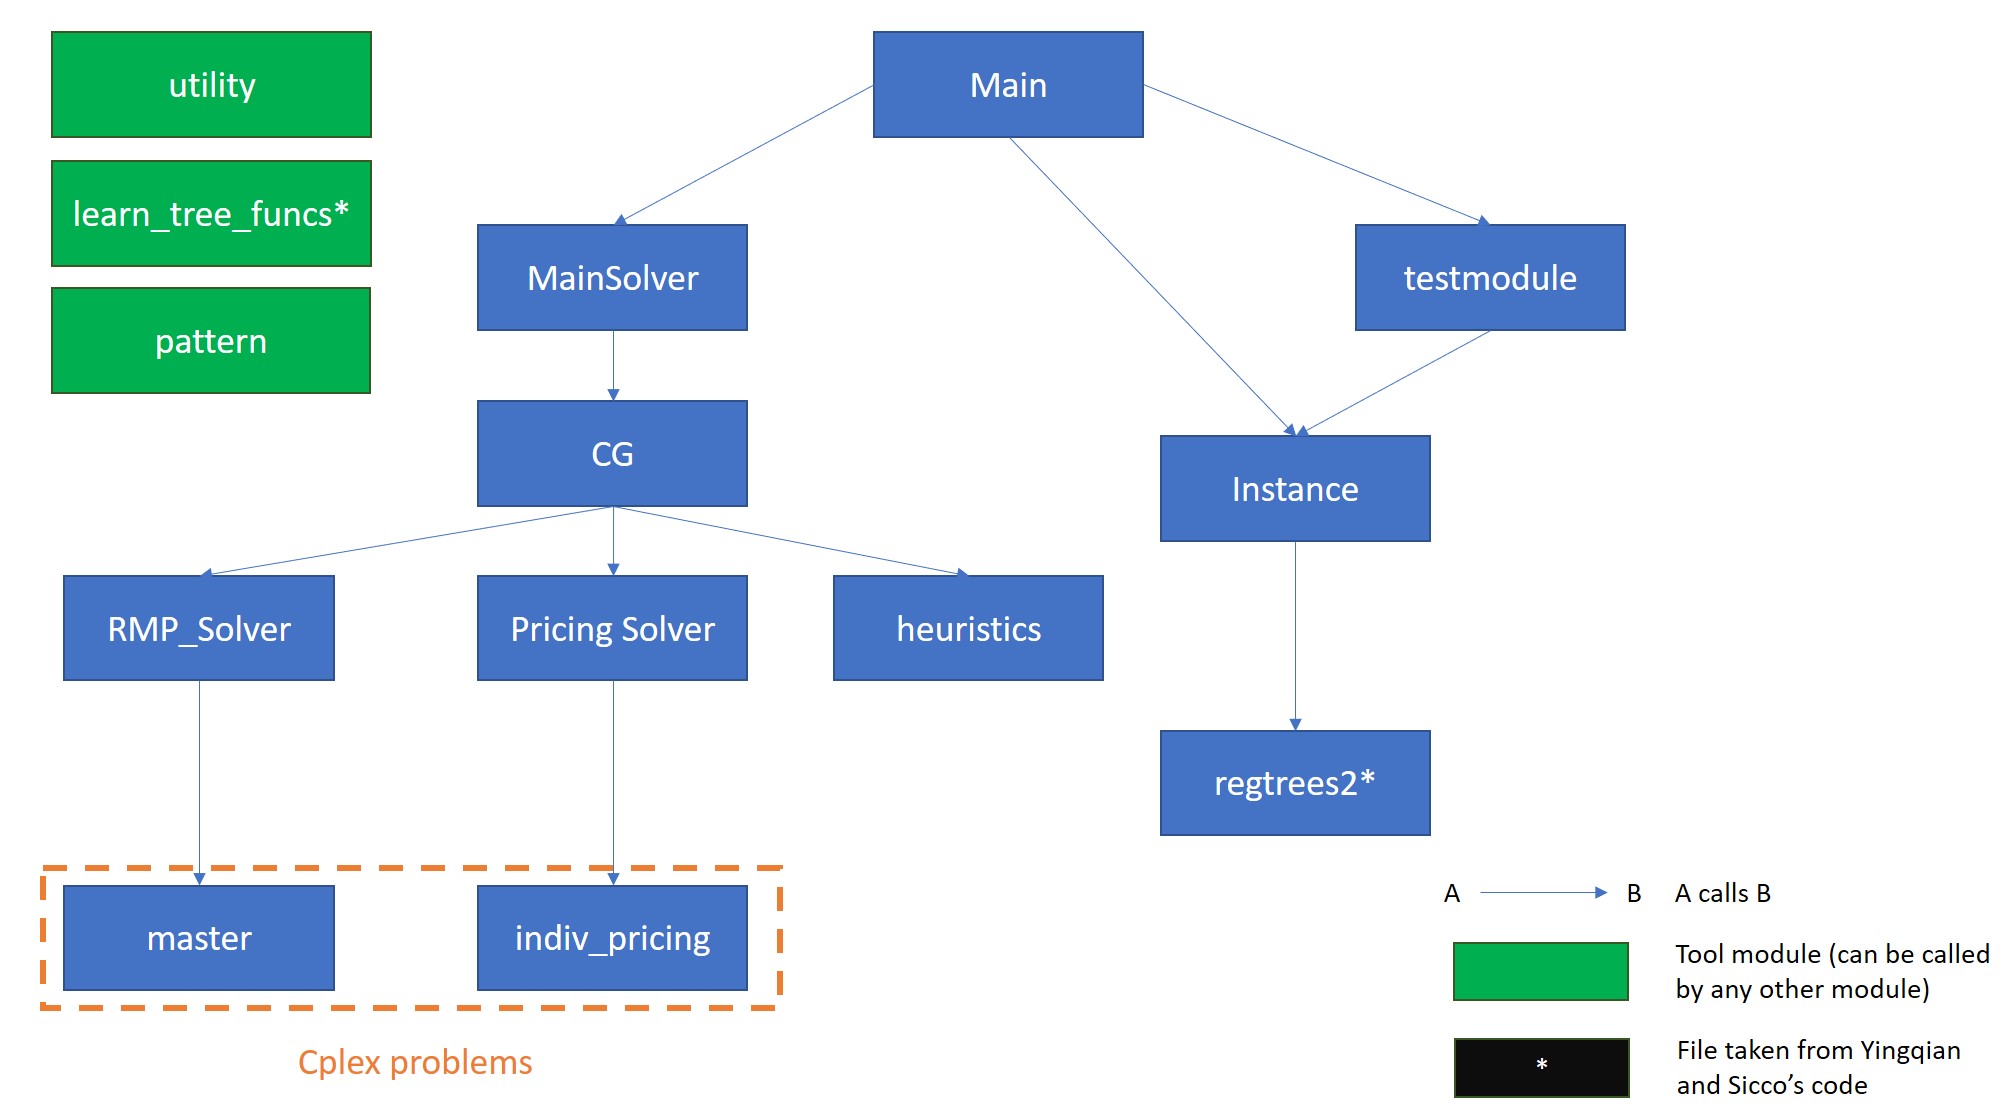 utility
Main
learn_tree_funcs*
MainSolver
testmodule
pattern
CG
Instance
RMP_Solver
Pricing Solver
heuristics
regtrees2*
master
indiv_pricing
Cplex problems
A
B
A calls B
Tool module (can be called
by any other module)
*
File taken from Yingqian
and Sicco’s code